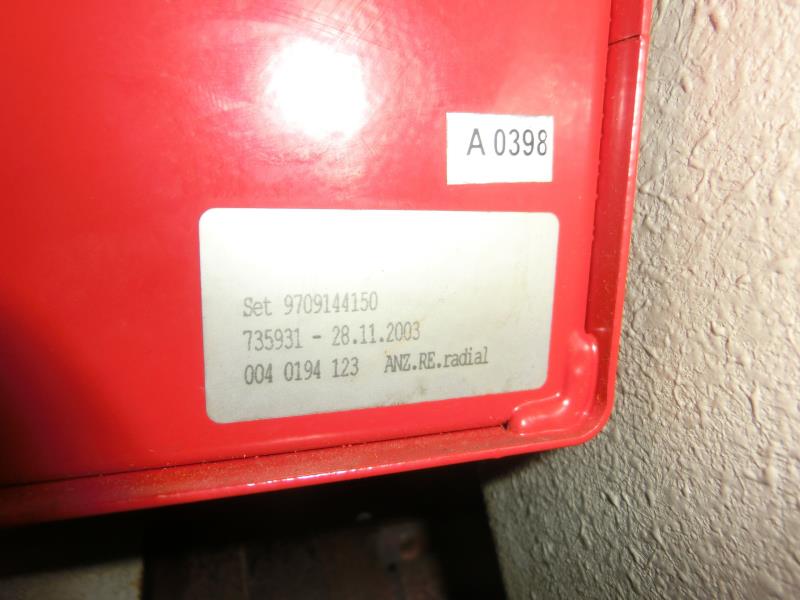 A 0398
Set 9709144150
735931 - 28.11.2003
004 0194 123 ANZ.RE.radial